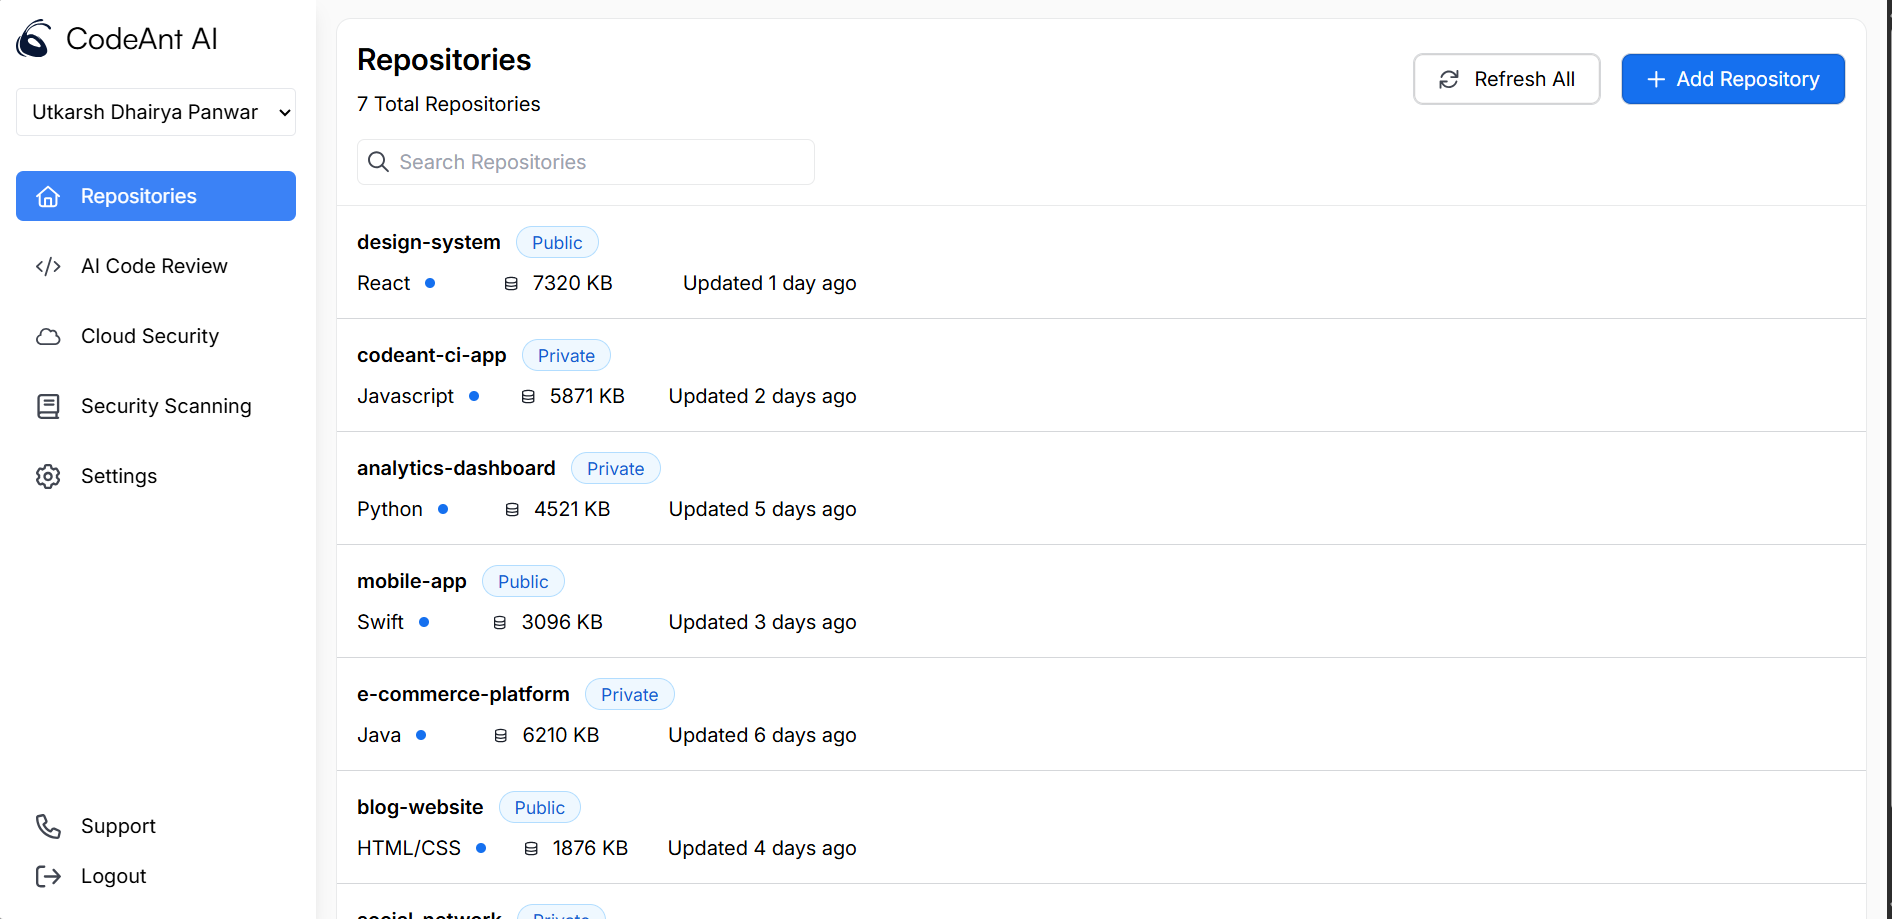 CodeAnt AI
Utkarsh Dhairya Panwar
Repositories
AI Code Review
Cloud Security
Security Scanning
Settings
Support
Logout
Repositories
7 Total Repositories
Refresh All
Add Repository
Search Repositories
design-system Public
React 7320 KB Updated 1 day ago
codeant-ci-app Private
Javascript 5871 KB Updated 2 days ago
analytics-dashboard Private
Python 4521 KB Updated 5 days ago
mobile-app Public
Swift 3096 KB Updated 3 days ago
e-commerce-platform Private
Java 6210 KB Updated 6 days ago
blog-website Public
HTML/CSS 1876 KB Updated 4 days ago
social-network Private